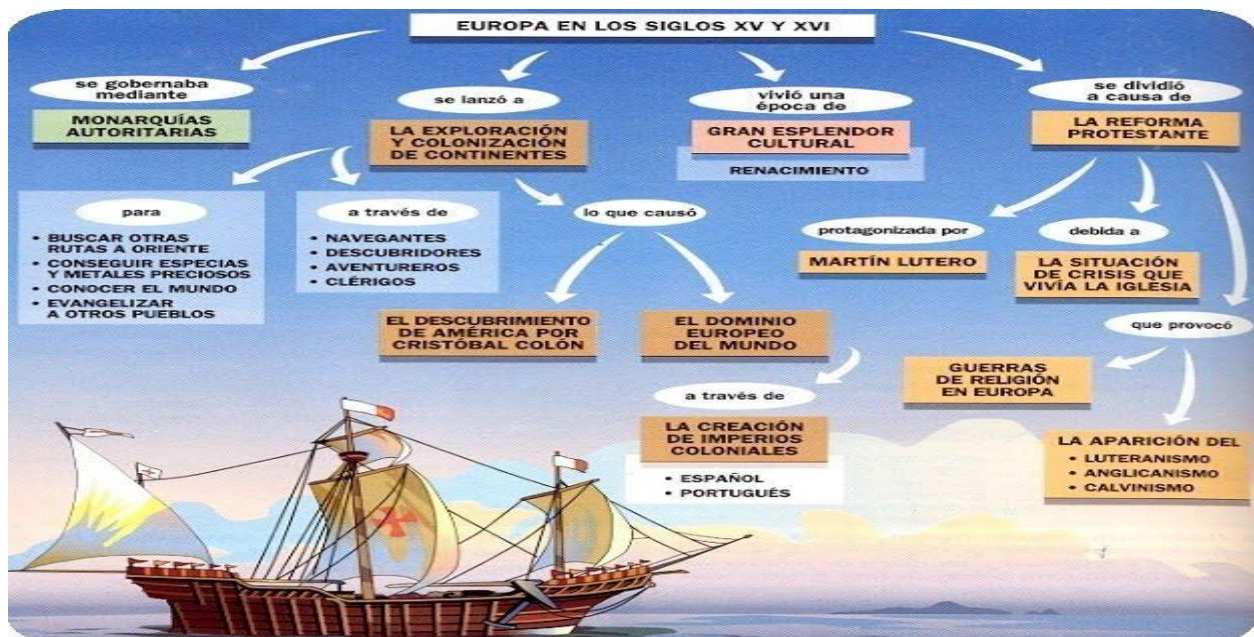 EUROPA EN LOS SIGLOS XV Y XVI
se gobernaba
mediante
MONARQUÍAS
AUTORITARIAS
se lanzó a
LA EXPLORACIÓN
Y COLONIZACIÓN
DE CONTINENTES
vivió una
época de
GRAN ESPLENDOR
CULTURAL
RENACIMIENTO
se dividió
a causa de
LA REFORMA
PROTESTANTE
para
• BUSCAR OTRAS
RUTAS A ORIENTE
• CONSEGUIR ESPECIAS
Y METALES PRECIOSOS
• CONOCER EL MUNDO
• EVANGELIZAR
A OTROS PUEBLOS
a través de
• NAVEGANTES
• DESCUBRIDORES
• AVENTUREROS
• CLÉRIGOS
lo que causó
EL DESCUBRIMIENTO
DE AMÉRICA POR
CRISTÓBAL COLÓN
EL DOMINIO
EUROPEO
DEL MUNDO
a través de
LA CREACIÓN
DE IMPERIOS
COLONIALES
• ESPAÑOL
• PORTUGUÉS
protagonizada por
MARTÍN LUTERO
debida a
LA SITUACIÓN
DE CRISIS QUE
VIVÍA LA IGLESIA
que provocó
GUERRAS
DE RELIGIÓN
EN EUROPA
LA APARICIÓN DEL
• LUTERANISMO
• ANGLICANISMO
• CALVINISMO